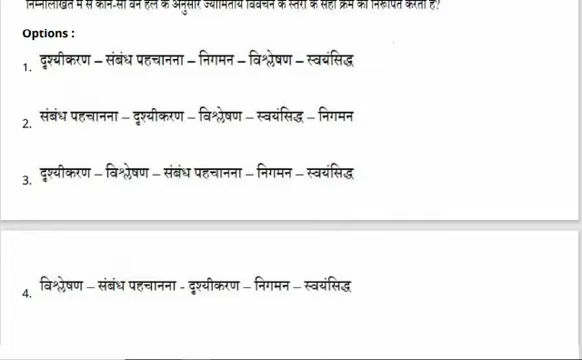 निम्नलिखित में से कौन-सा वैन हैले के अनुसार ज्यामितीय विवेचन के स्तरों के सही क्रम को निरूपित करता है?
Options :
1. दृश्यीकरण – संबंध पहचानना – निगमन – विश्लेषण – स्वयंसिद्ध
2. संबंध पहचानना – दृश्यीकरण – विश्लेषण – स्वयंसिद्ध – निगमन
3. दृश्यीकरण – विश्लेषण – संबंध पहचानना – निगमन – स्वयंसिद्ध
4. विश्लेषण – संबंध पहचानना - दृश्यीकरण – निगमन – स्वयंसिद्ध